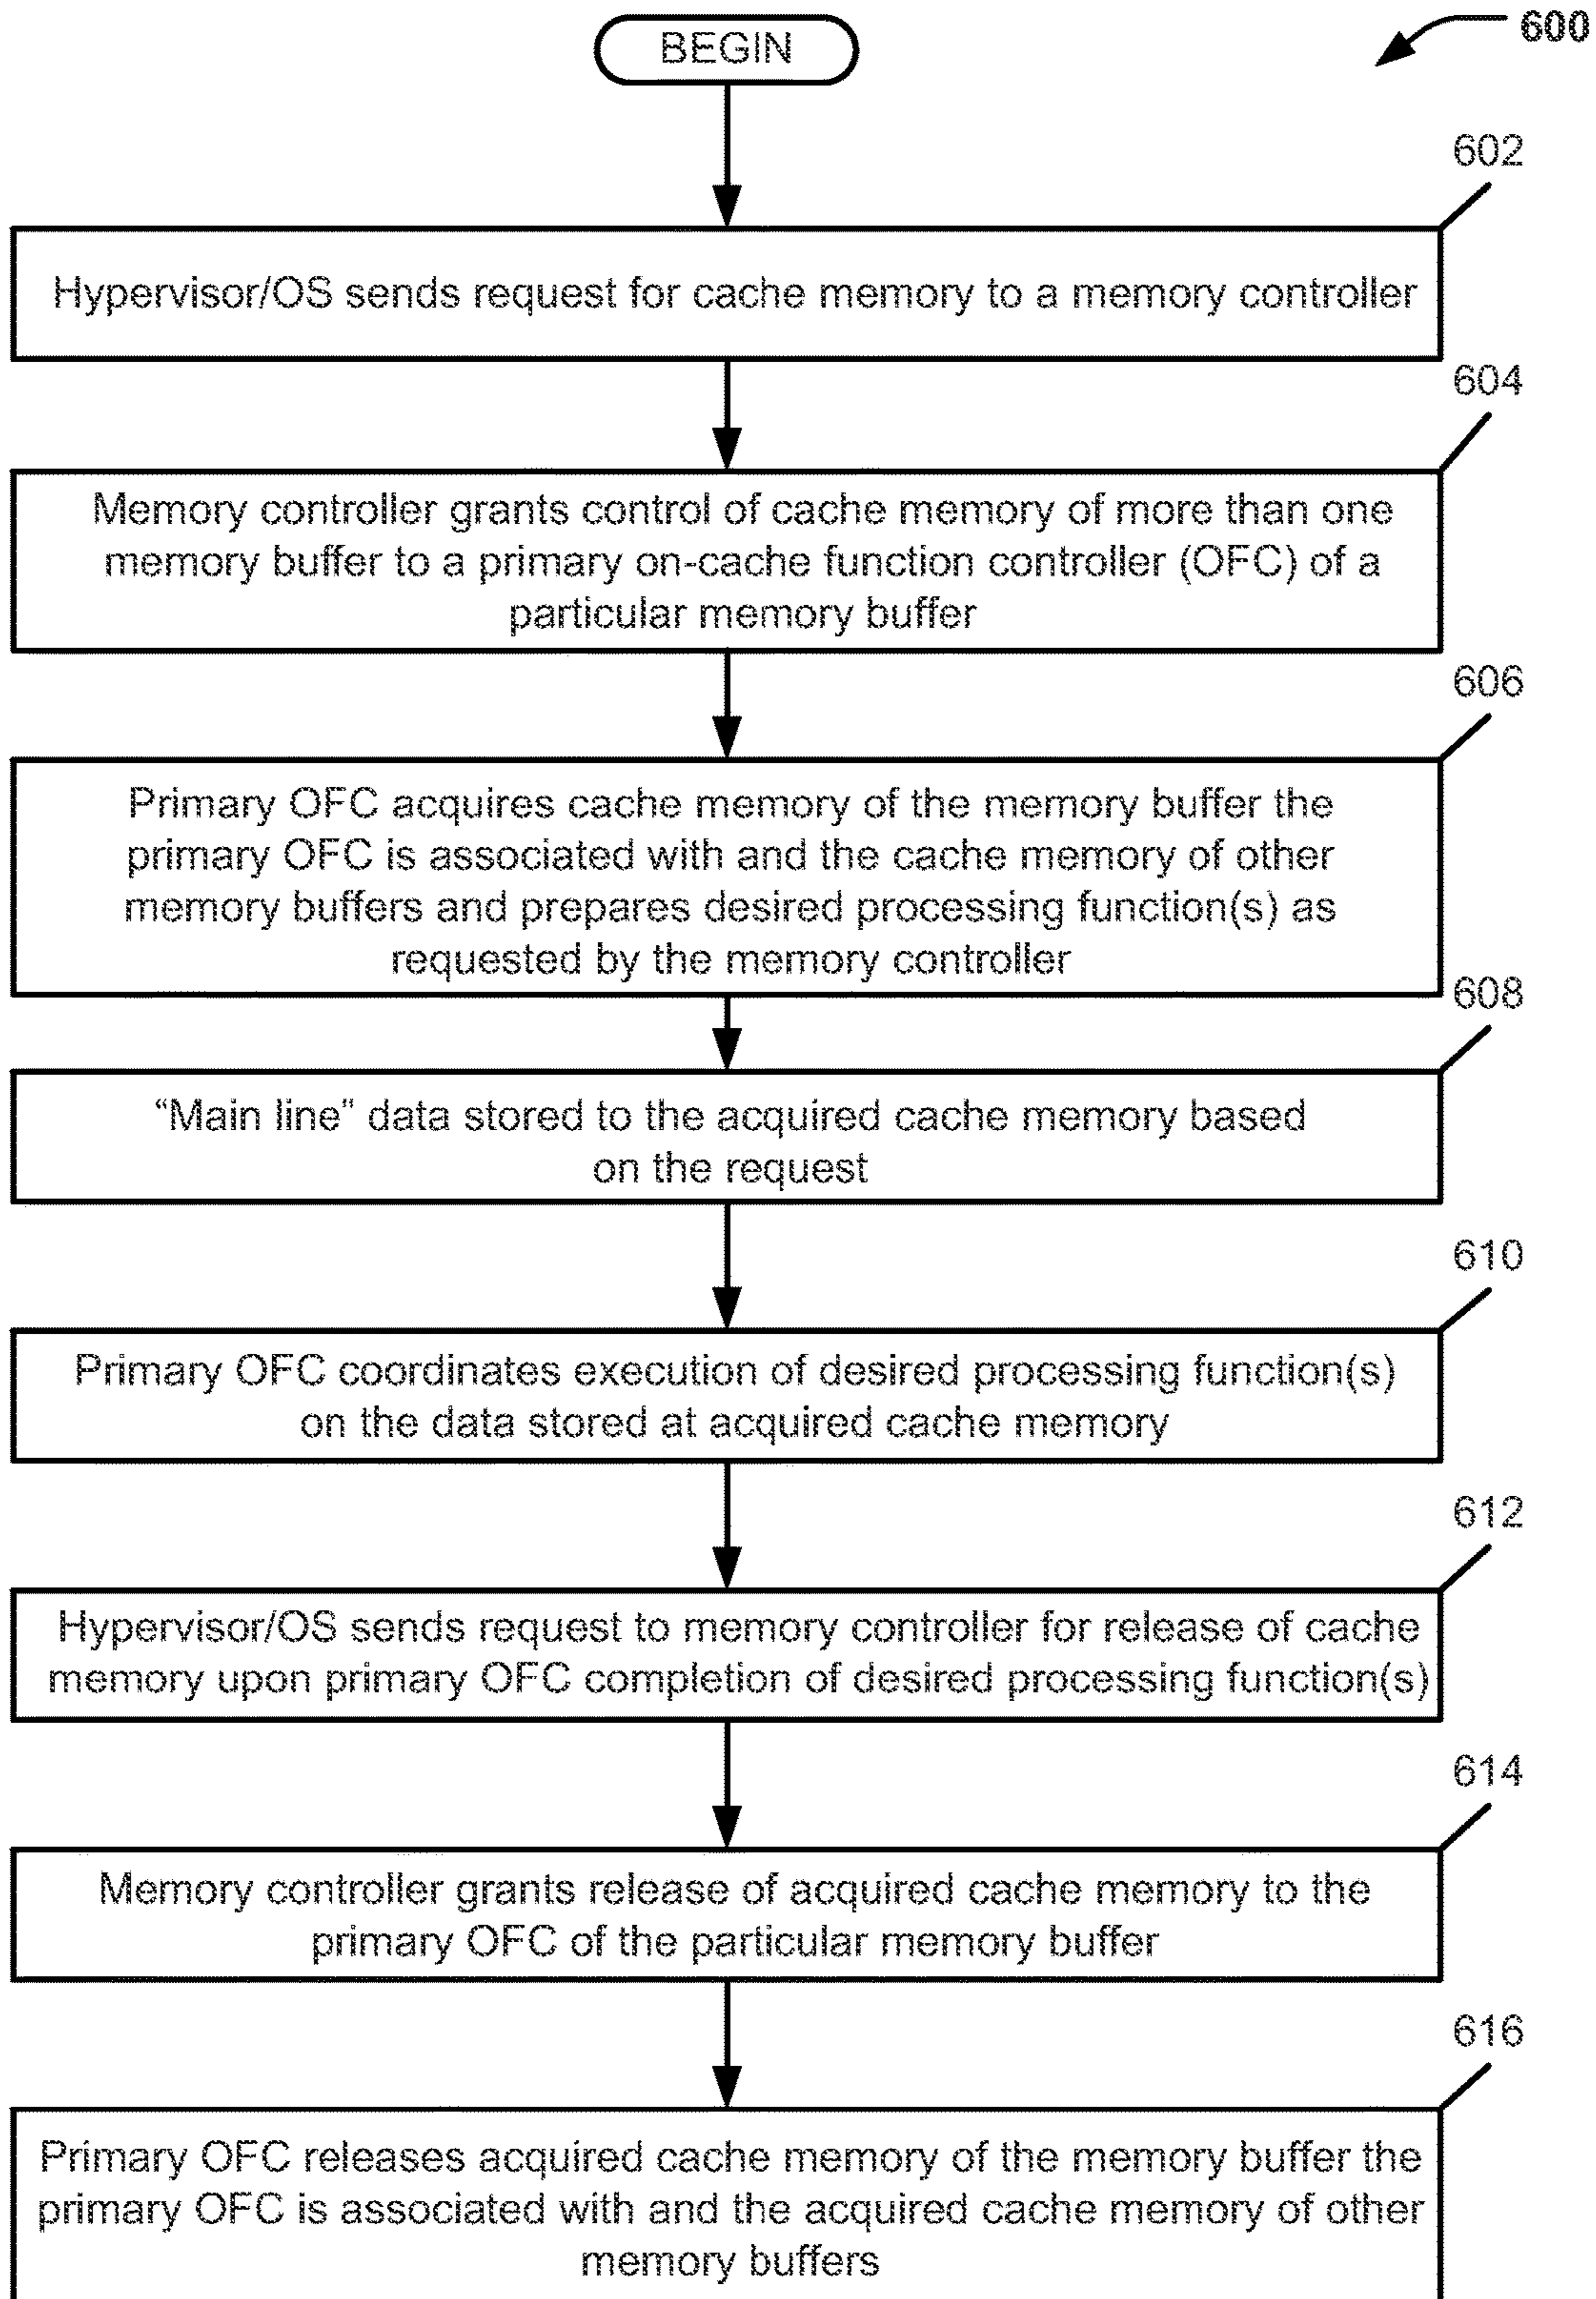 BEGIN
600
602
Hypervisor/OS sends request for cache memory to a memory controller
604
Memory controller grants control of cache memory of more than one
memory buffer to a primary on-cache function controller (OFC) of a
particular memory buffer
606
Primary OFC acquires cache memory of the memory buffer the
primary OFC is associated with and the cache memory of other
memory buffers and prepares desired processing function(s) as
requested by the memory controller
608
“Main line” data stored to the acquired cache memory based
on the request
610
Primary OFC coordinates execution of desired processing function(s)
on the data stored at acquired cache memory
612
Hypervisor/OS sends request to memory controller for release of cache
memory upon primary OFC completion of desired processing function(s)
614
Memory controller grants release of acquired cache memory to the
primary OFC of the particular memory buffer
616
Primary OFC releases acquired cache memory of the memory buffer the
primary OFC is associated with and the acquired cache memory of other
memory buffers